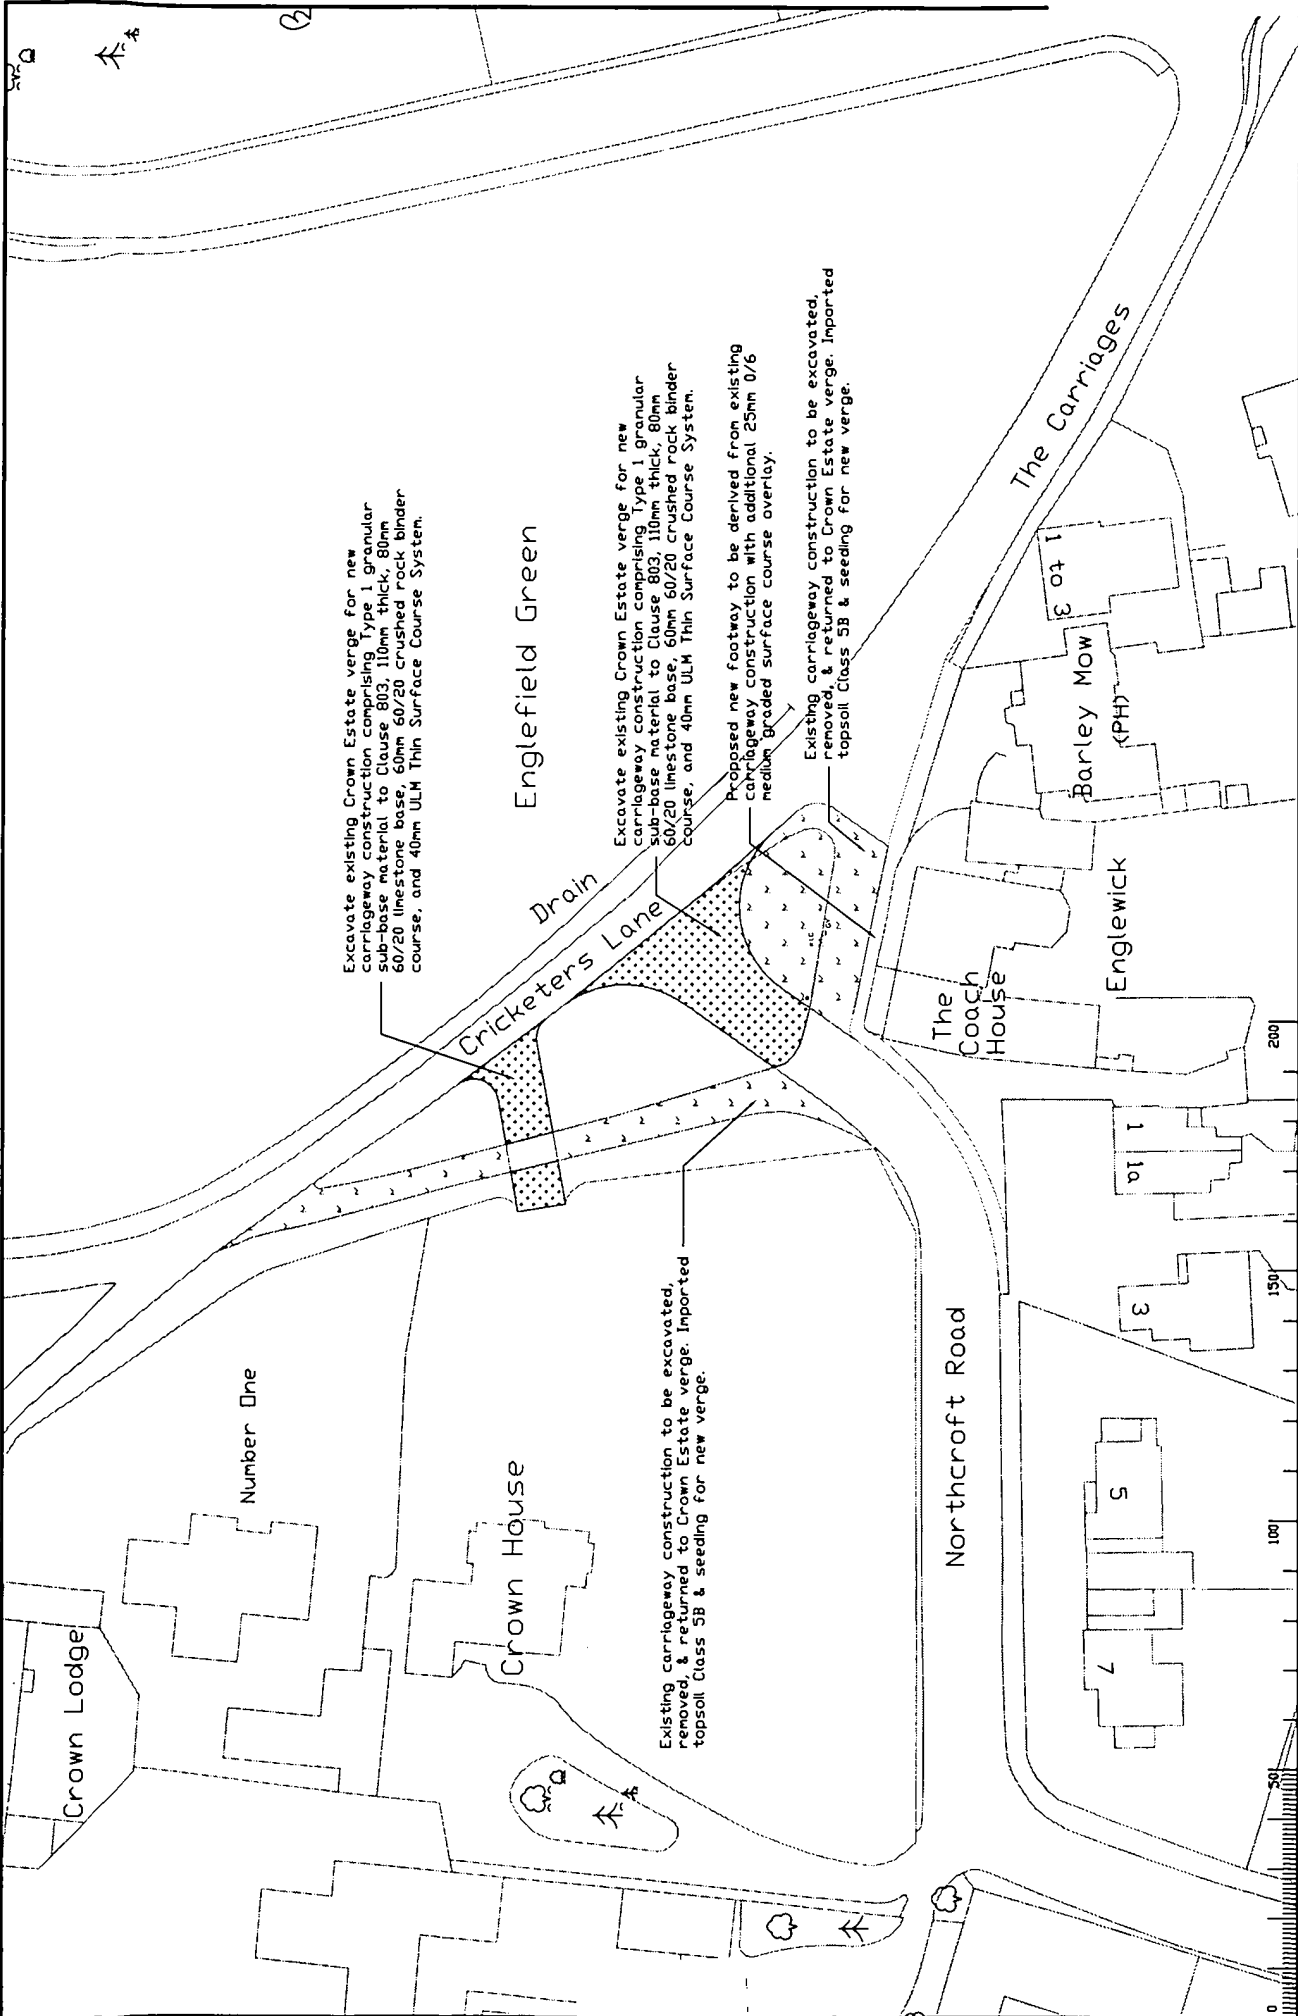 Excavate existing Crown Estate verge for new
carriageway construction comprising Type 1 granular
sub-base material to Clause 803, 110mm thick, 80mm
60/20 limestone base, 60mm 60/20 crushed rock binder
course, and 40mm ULM Thin Surface Course System.
Englefield Green
Excavate existing Crown Estate verge for new
carriageway construction comprising Type 1 granular
sub-base material to Clause 803, 110mm thick, 80mm
60/20 limestone base, 60mm 60/20 crushed rock binder
course, and 40mm ULM Thin Surface Course System.
Proposed new footway to be derived from existing
carriageway construction with additional 25mm 0/6
medium graded surface course overlay.
Existing carriageway construction to be excavated,
removed, & returned to Crown Estate verge. Imported
topsoil Class 5B & seeding for new verge.
Drain
Cricketers Lane
The Carriages
1 to 3
Barley Mow
(PH)
Englewick
The
Coach
House
1
1a
3
5
7
Northcroft Road
Existing carriageway construction to be excavated,
removed, & returned to Crown Estate verge. Imported
topsoil Class 5B & seeding for new verge.
Number One
Crown House
Crown Lodge
0
50
100
150
200